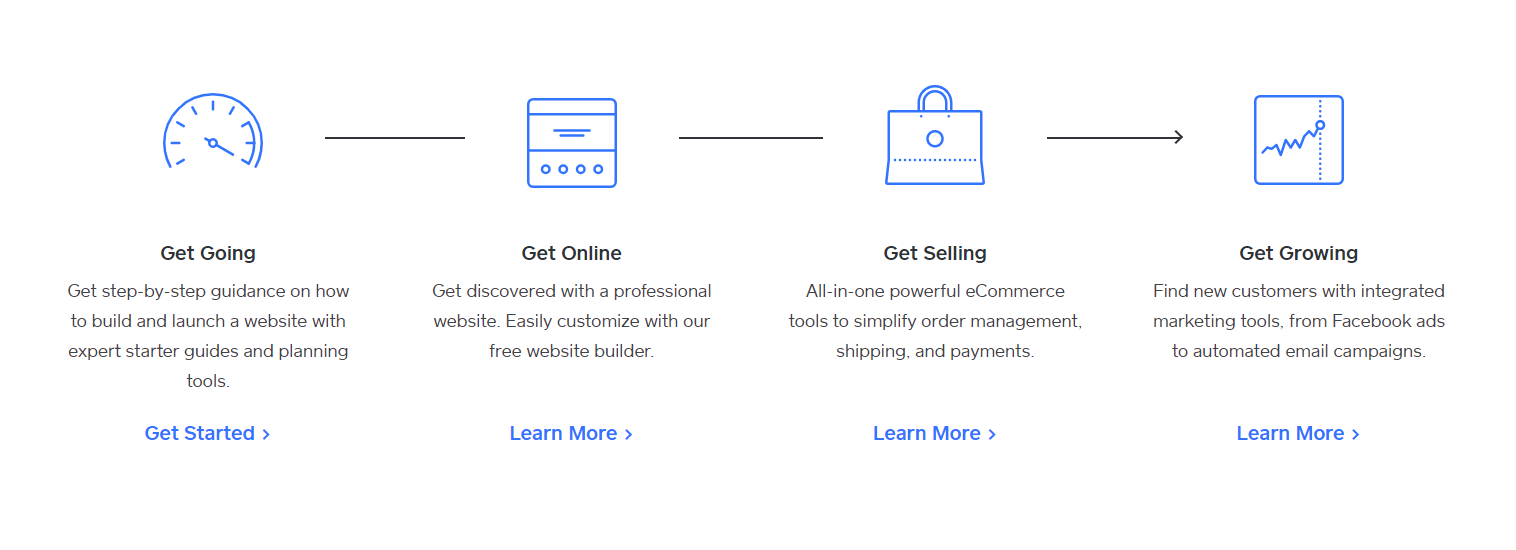 Get Going
Get step-by-step guidance on how
to build and launch a website with
expert starter guides and planning
tools.
Get Started >
Get Online
Get discovered with a professional
website. Easily customize with our
free website builder.
Learn More >
Get Selling
All-in-one powerful eCommerce
tools to simplify order management,
shipping, and payments.
Learn More >
Get Growing
Find new customers with integrated
marketing tools, from Facebook ads
to automated email campaigns.
Learn More >